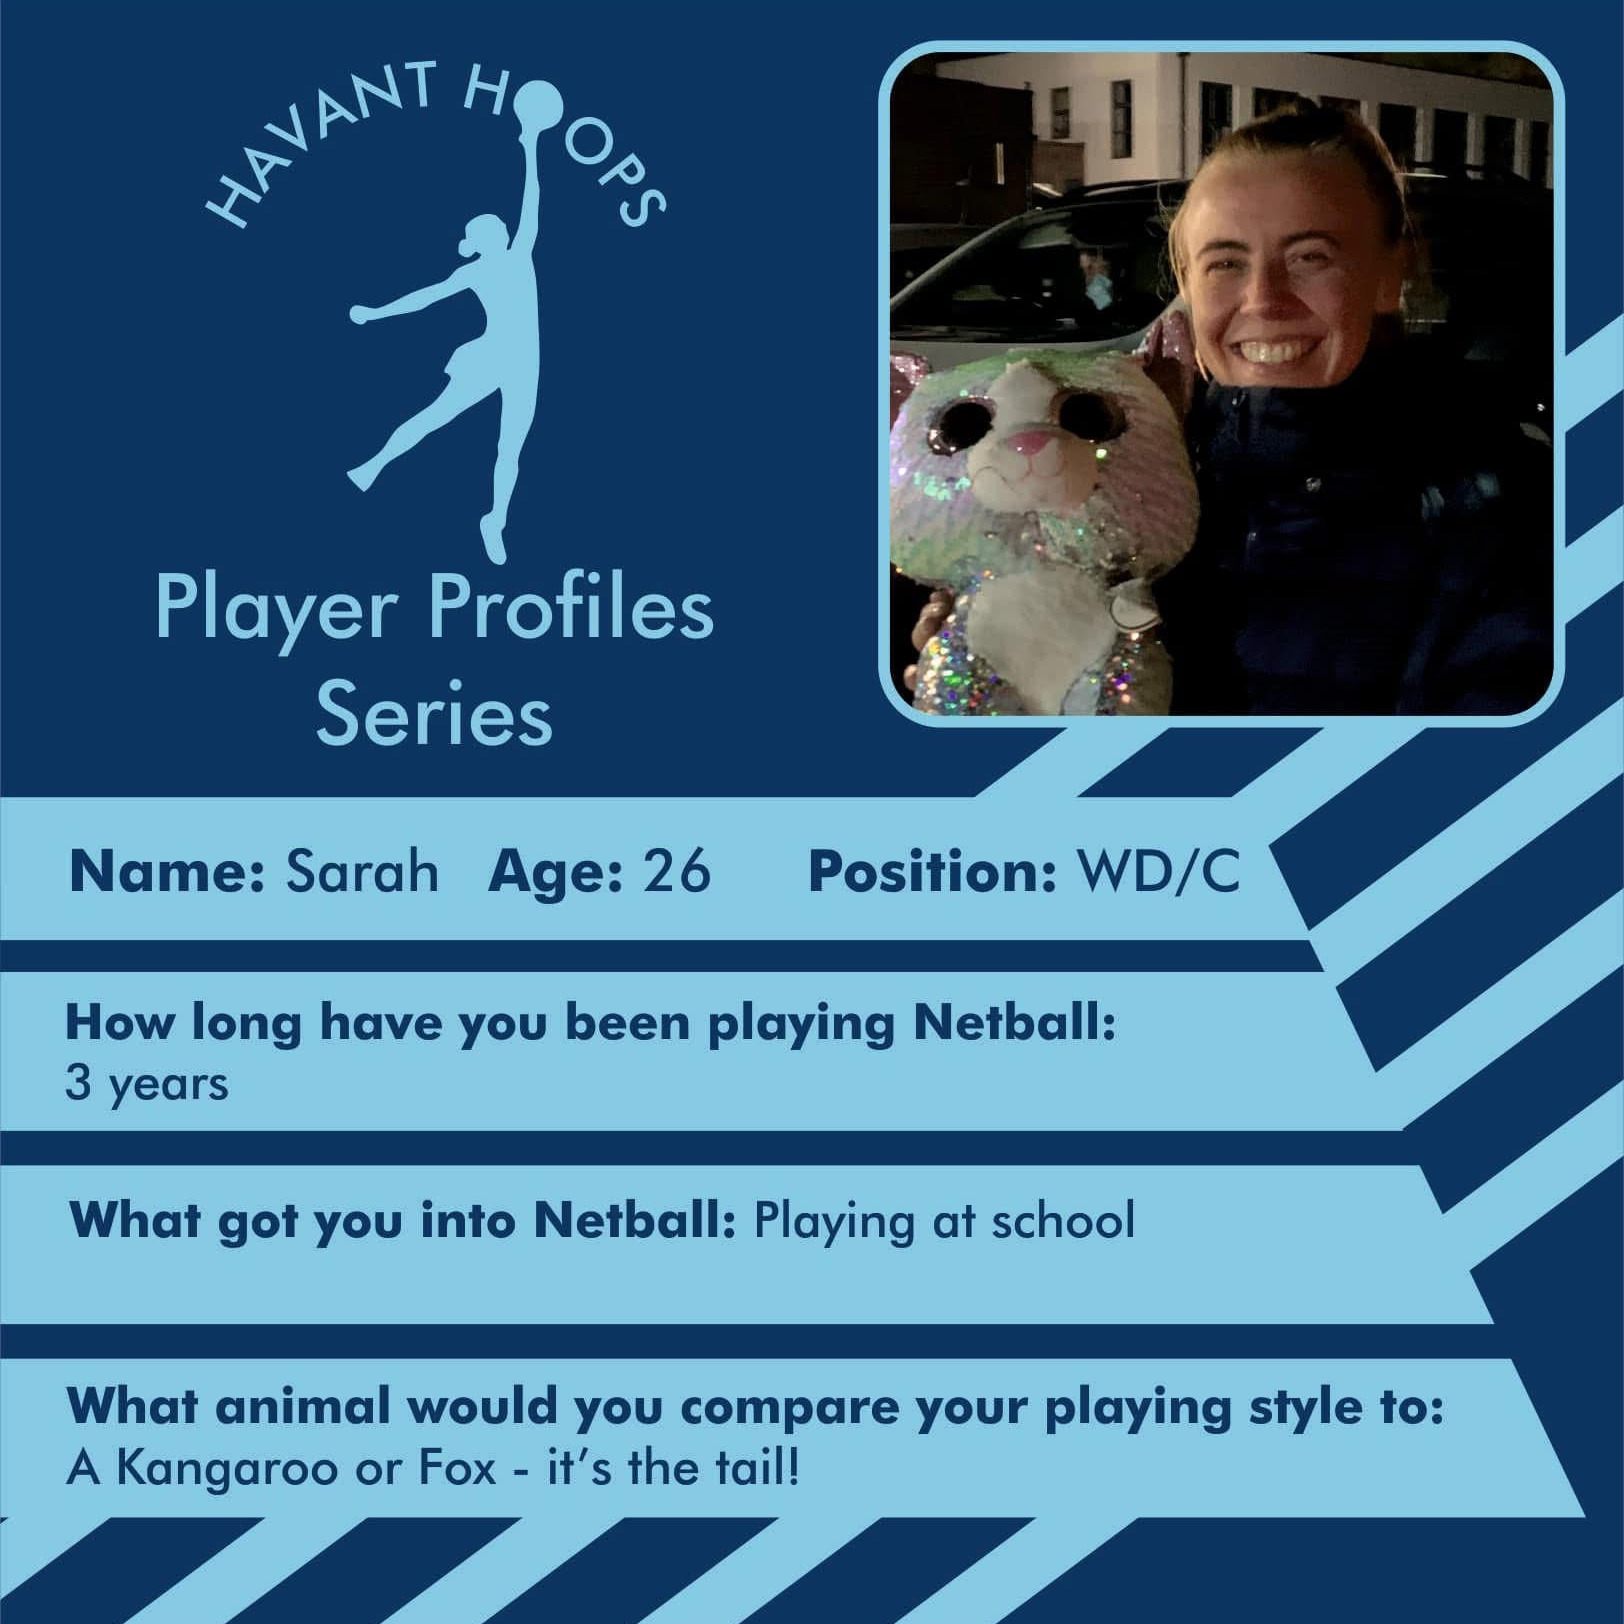 HAVANT HOOPS
Player Profiles
Series
Name: Sarah Age: 26 Position: WD/C
How long have you been playing Netball:
3 years
What got you into Netball: Playing at school
What animal would you compare your playing style to:
A Kangaroo or Fox - it's the tail!